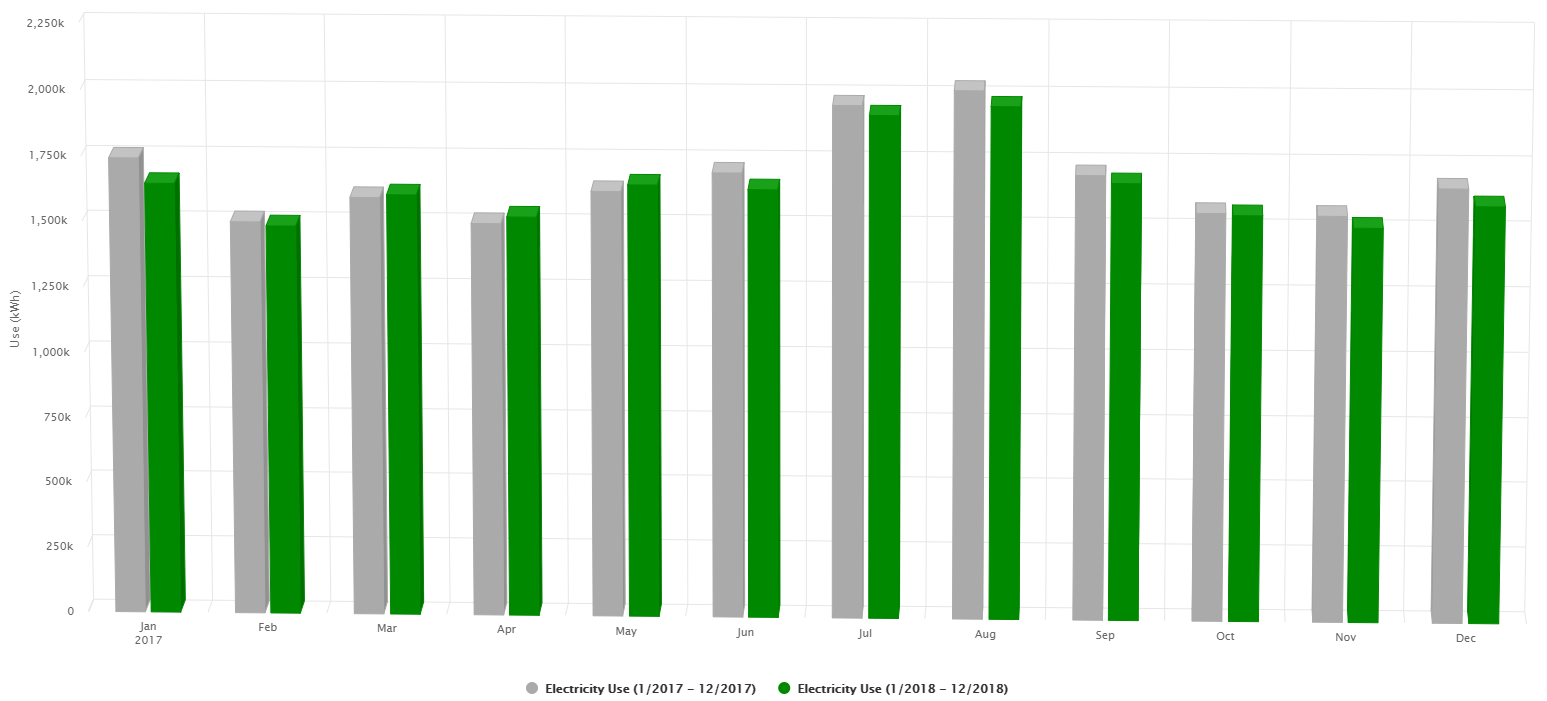 2,250k
2,000k
1,750k
1,500k
1,250k
1,000k
750k
500k
250k
0
Use (kWh)
Jan Feb Mar Apr May Jun Jul Aug Sep Oct Nov Dec
2017
Electricity Use (1/2017 - 12/2017) Electricity Use (1/2018 - 12/2018)